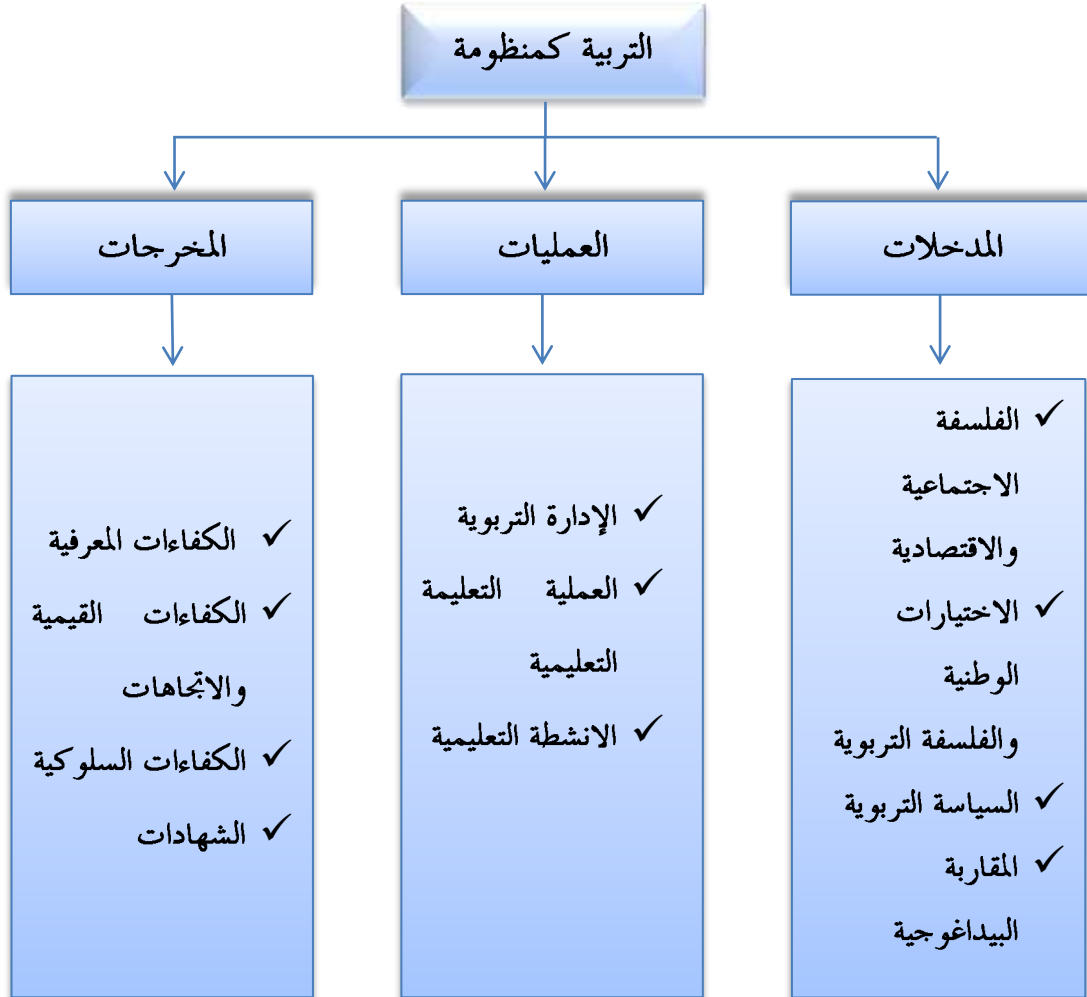 التربية كمنظومة
المدخلات
العمليات
المخرجات
✓ الفلسفة
الاجتماعية
والاقتصادية
✓ الاختيارات
الوطنية
والفلسفة التربوية
✓ السياسة التربوية
✓ المقاربة
البيداغوجية
✓ الإدارة التربوية
✓ العملية التعليمة
التعليمية
✓ الانشطة التعليمية
✓ الكفاءات المعرفية
✓ الكفاءات القيمية
والاتجاهات
✓ الكفاءات السلوكية
✓ الشهادات